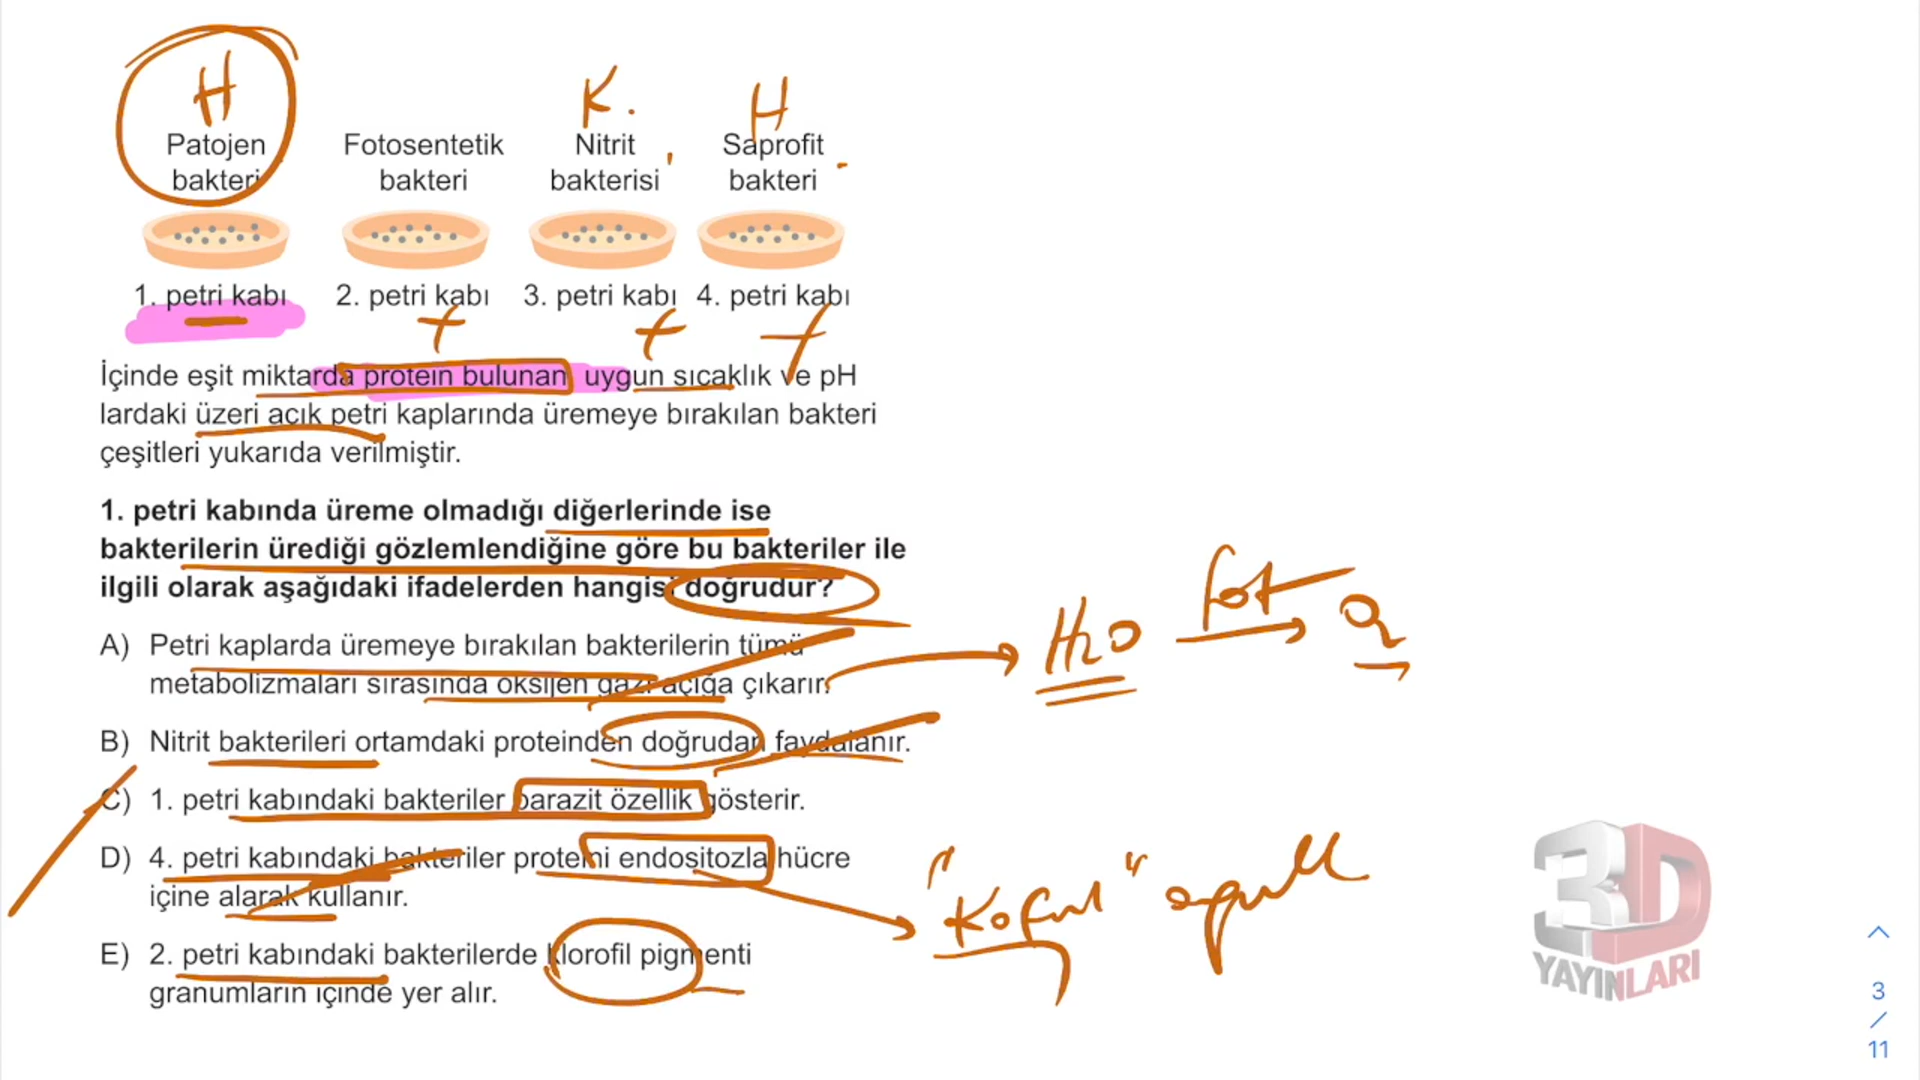 H
K.
H
Patojen bakteri
Fotosentetik bakteri
Nitrit bakterisi
Saprofit bakteri
1. petri kabı
2. petri kabı
3. petri kabı
4. petri kabı
İçinde eşit miktarda protein bulunan uygun sıcaklık ve pH
lardaki üzeri açık petri kaplarında üremeye bırakılan bakteri
çeşitleri yukarıda verilmiştir.
1. petri kabında üreme olmadığı diğerlerinde ise
bakterilerin ürediği gözlemlendiğine göre bu bakteriler ile
ilgili olarak aşağıdaki ifadelerden hangisi doğrudur?
A) Petri kaplarda üremeye bırakılan bakterilerin tümü
metabolizmaları sırasında oksijen gazı açığa çıkarır.
H2O fot O2
B) Nitrit bakterileri ortamdaki proteinden doğrudan faydalanır.
C) 1. petri kabındaki bakteriler parazit özellik gösterir.
D) 4. petri kabındaki bakteriler proteini endositozla hücre
içine alarak kullanır.
"Koful"
E) 2. petri kabındaki bakterilerde klorofil pigmenti
granumların içinde yer alır.
3D
YAYINLARI
3
/
11